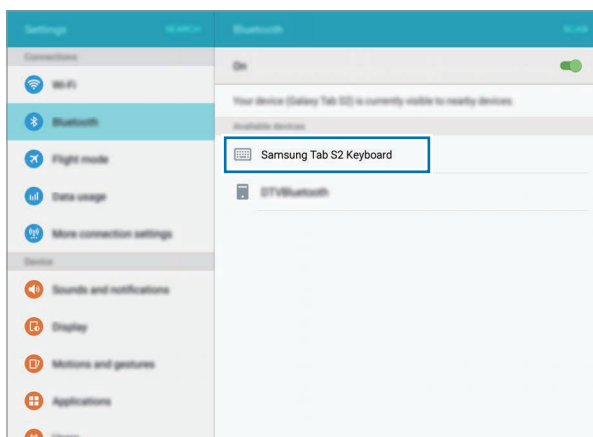 Settings SEARCH
Connections
Wi-Fi
Bluetooth
Flight mode
Data usage
More connection settings
Device
Sounds and notifications
Display
Motions and gestures
Applications
Bluetooth SCAN
On
Your device (Galaxy Tab S2) is currently visible to nearby devices.
Available devices
Samsung Tab S2 Keyboard
DTVBluetooth